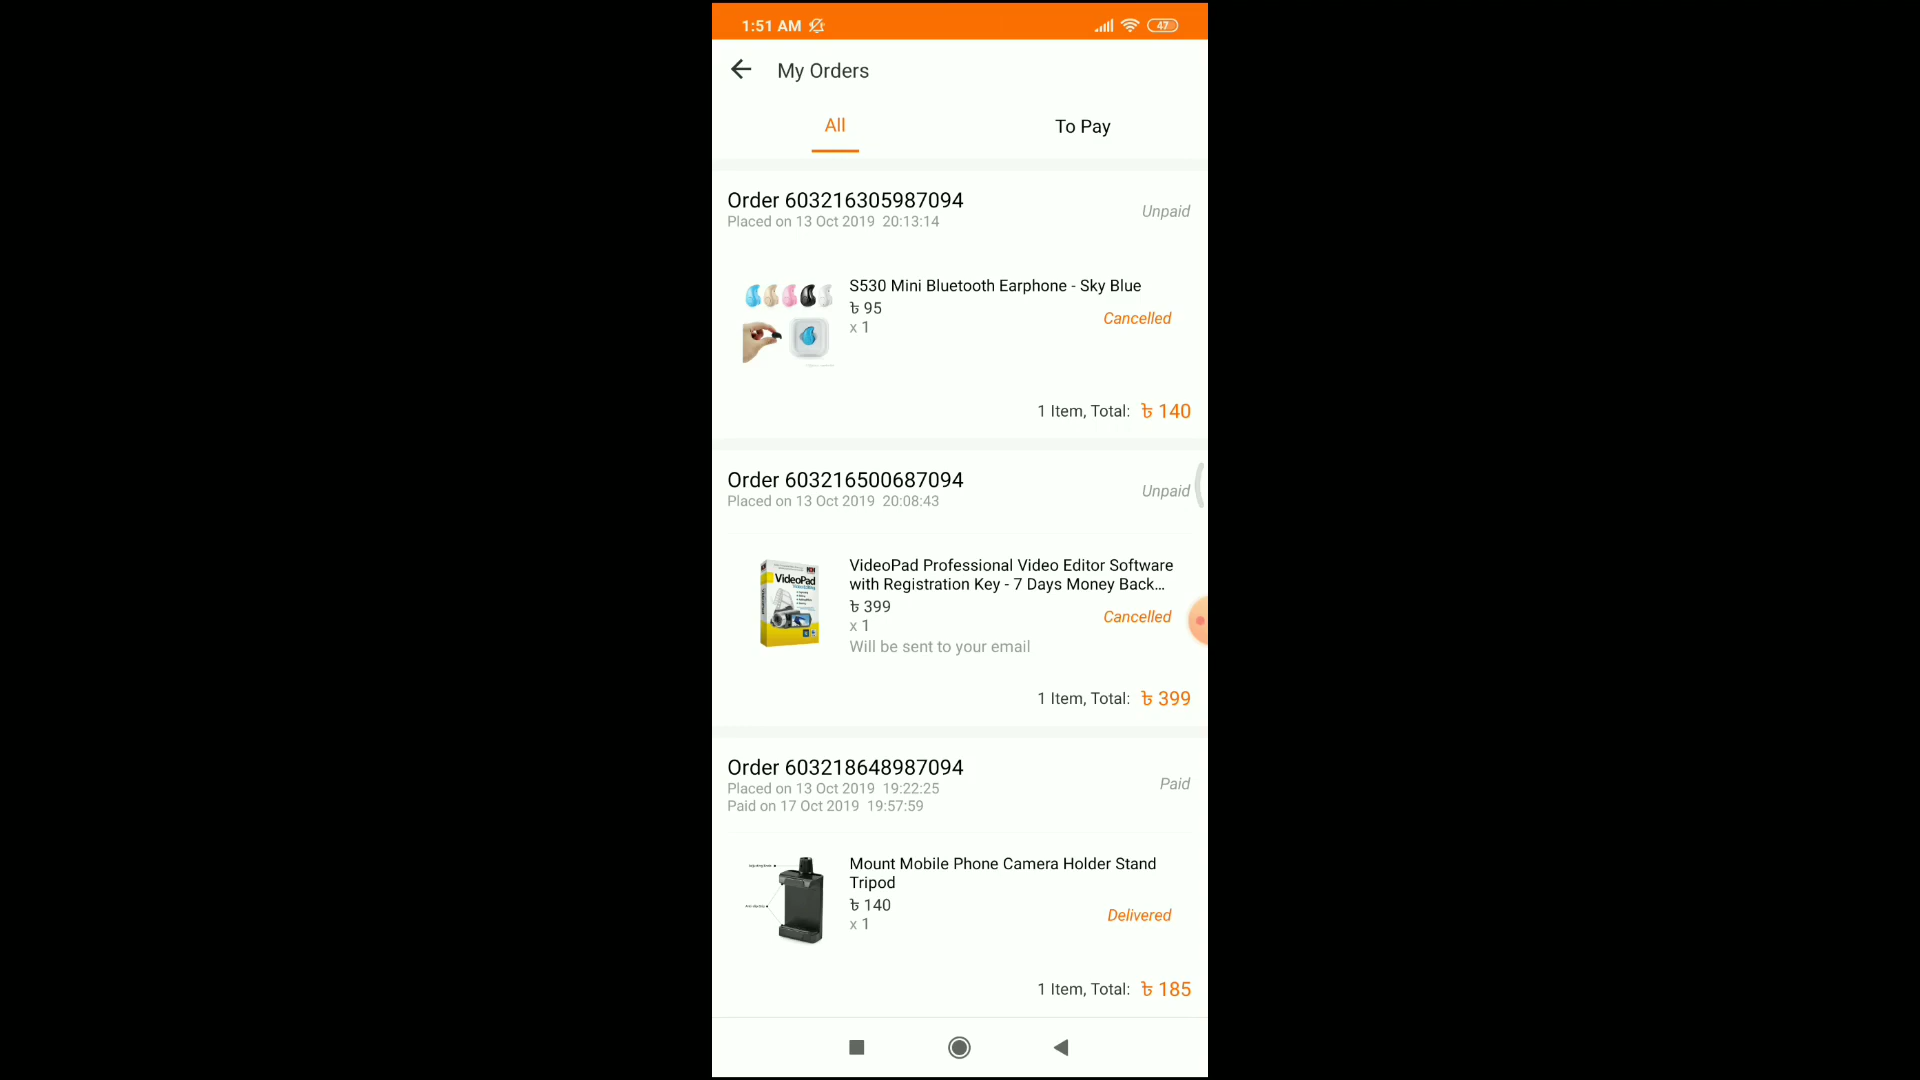 1:51 AM
47
My Orders
All
To Pay
Order 603216305987094
Placed on 13 Oct 2019 20:13:14
Unpaid
S530 Mini Bluetooth Earphone - Sky Blue
৳ 95
x 1
Cancelled
1 Item, Total: ৳ 140
Order 603216500687094
Placed on 13 Oct 2019 20:08:43
Unpaid
VideoPad
VideoPad Professional Video Editor Software
with Registration Key - 7 Days Money Back...
৳ 399
x 1
Cancelled
Will be sent to your email
1 Item, Total: ৳ 399
Order 603218648987094
Placed on 13 Oct 2019 19:22:25
Paid on 17 Oct 2019 19:57:59
Paid
Mount Mobile Phone Camera Holder Stand
Tripod
৳ 140
x 1
Delivered
1 Item, Total: ৳ 185